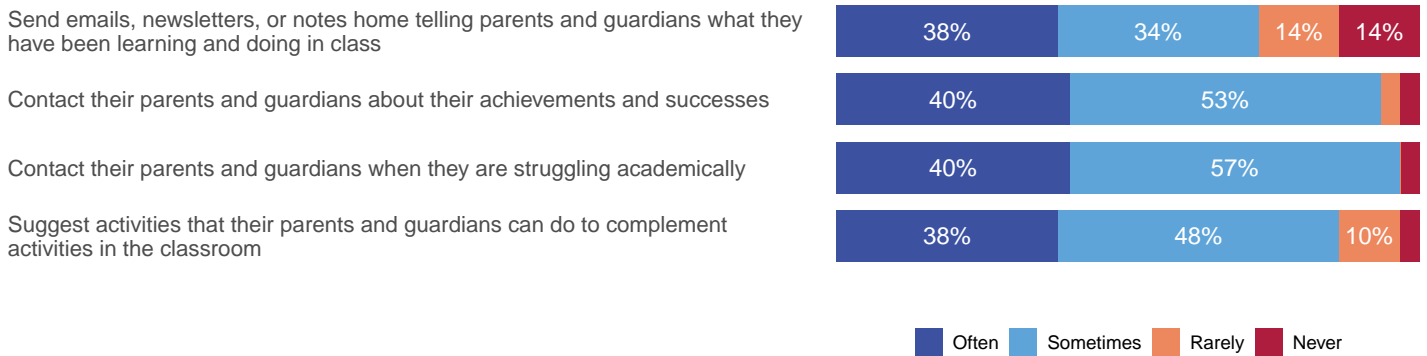 Send emails, newsletters, or notes home telling parents and guardians what they
have been learning and doing in class
38% 34% 14% 14%
Contact their parents and guardians about their achievements and successes
40% 53%
Contact their parents and guardians when they are struggling academically
40% 57%
Suggest activities that their parents and guardians can do to complement
activities in the classroom
38% 48% 10%
Often Sometimes Rarely Never